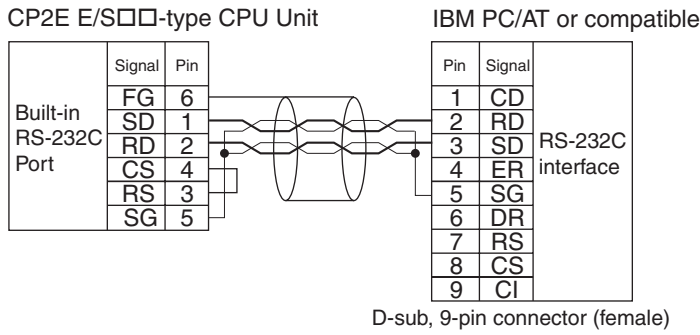 CP2E E/S□□-type CPU Unit
IBM PC/AT or compatible
Signal Pin
Built-in
RS-232C
Port
FG 6
SD 1
RD 2
CS 4
RS 3
SG 5
Pin Signal
1 CD
2 RD
3 SD
4 ER
5 SG
6 DR
7 RS
8 CS
9 CI
RS-232C
interface
D-sub, 9-pin connector (female)